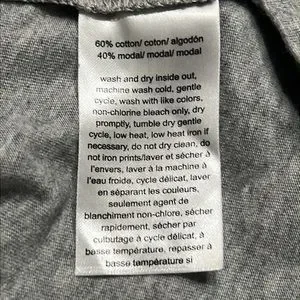 60% cotton/ coton/ algodón
40% modal/ modal/ modal
wash and dry inside out,
machine wash cold, gentle
cycle, wash with like colors,
non-chlorine bleach only, dry
promptly, tumble dry gentle
cycle, low heat, low heat iron if
necessary, do not dry clean, do
not iron prints/laver et sécher à
l'envers, laver à la machine à
l'eau froide, cycle délicat, laver
en séparant les couleurs,
seulement agent de
blanchiment non-chlore, sécher
rapidement, sécher par
culbutage à cycle délicat, à
basse température, repasser à
basse température si